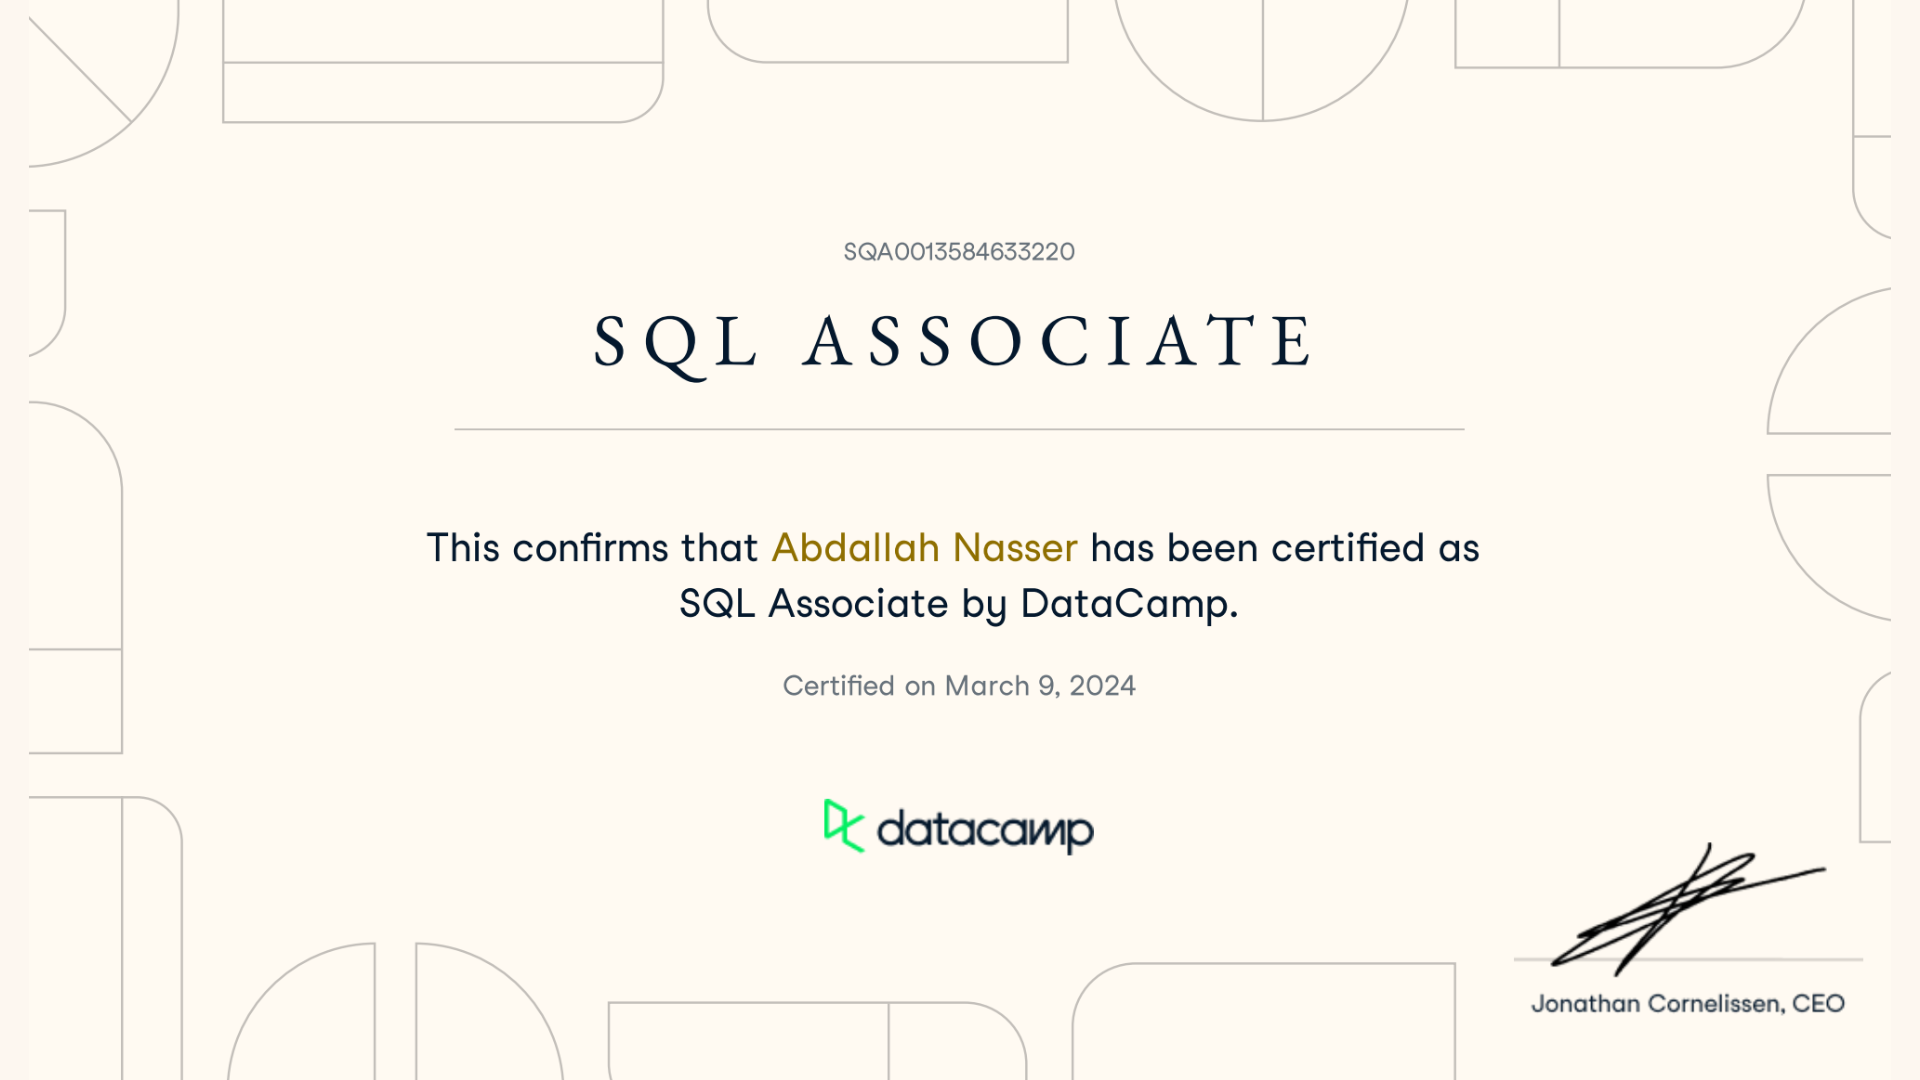 SQA0013584633220
SQL ASSOCIATE
This confirms that Abdallah Nasser has been certified as
SQL Associate by DataCamp.
Certified on March 9, 2024
datacamp
Jonathan Cornelissen, CEO